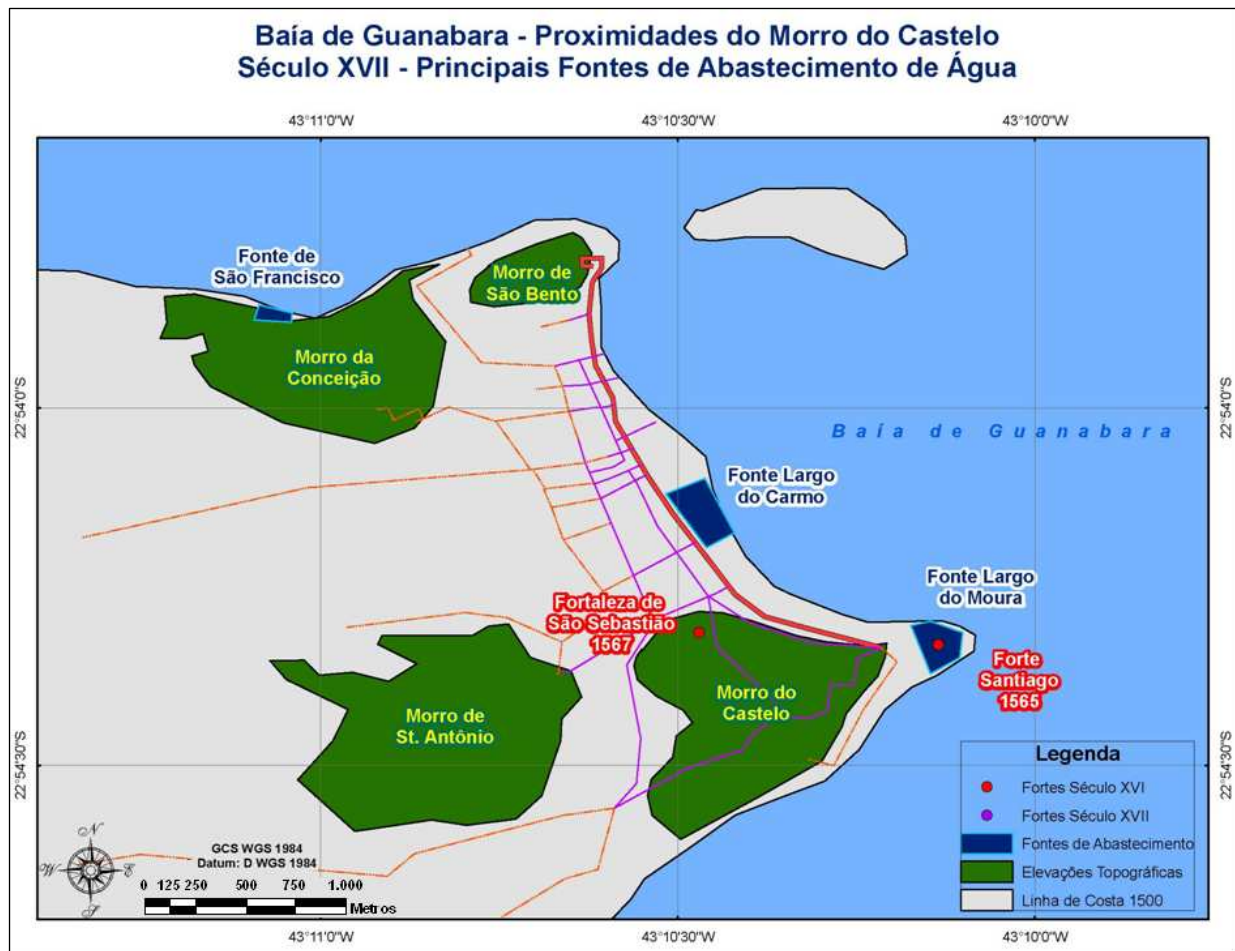 Baía de Guanabara - Proximidades do Morro do Castelo
Século XVII - Principais Fontes de Abastecimento de Água
43°11'0"W
43°10'30"W
43°10'0"W
Fonte de
São Francisco
Morro de
São Bento
Morro da
Conceição
22°54'0"S
22°54'0"S
Baía de Guanabara
Fonte Largo
do Carmo
Fonte Largo
do Moura
Fortaleza de
São Sebastião
1567
Forte
Santiago
1565
Morro do
Castelo
Morro de
St. Antônio
22°54'30"S
22°54'30"S
Legenda
Fortes Século XVI
Fortes Século XVII
Fontes de Abastecimento
Elevações Topográficas
Linha de Costa 1500
N
W
E
S
GCS WGS 1984
Datum: D WGS 1984
0 125 250 500 750 1.000
Metros
43°11'0"W
43°10'30"W
43°10'0"W